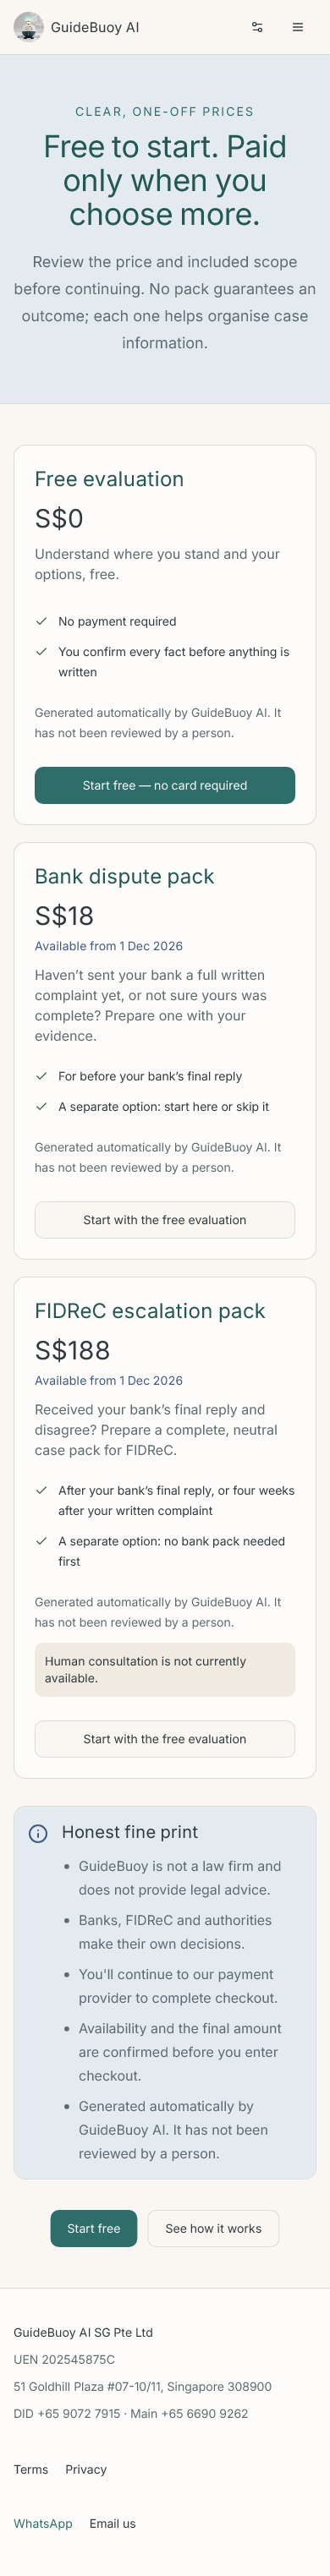 GuideBuoy AI
CLEAR, ONE-OFF PRICES
Free to start. Paid
only when you
choose more.
Review the price and included scope
before continuing. No pack guarantees an
outcome; each one helps organise case
information.
Free evaluation
S$0
Understand where you stand and your
options, free.
No payment required
You confirm every fact before anything is
written
Generated automatically by GuideBuoy AI. It
has not been reviewed by a person.
Start free — no card required
Bank dispute pack
S$18
Available from 1 Dec 2026
Haven’t sent your bank a full written
complaint yet, or not sure yours was
complete? Prepare one with your
evidence.
For before your bank’s final reply
A separate option: start here or skip it
Generated automatically by GuideBuoy AI. It
has not been reviewed by a person.
Start with the free evaluation
FIDReC escalation pack
S$188
Available from 1 Dec 2026
Received your bank’s final reply and
disagree? Prepare a complete, neutral
case pack for FIDReC.
After your bank’s final reply, or four weeks
after your written complaint
A separate option: no bank pack needed
first
Generated automatically by GuideBuoy AI. It
has not been reviewed by a person.
Human consultation is not currently
available.
Start with the free evaluation
Honest fine print
• GuideBuoy is not a law firm and
does not provide legal advice.
• Banks, FIDReC and authorities
make their own decisions.
• You'll continue to our payment
provider to complete checkout.
• Availability and the final amount
are confirmed before you enter
checkout.
• Generated automatically by
GuideBuoy AI. It has not been
reviewed by a person.
Start free
See how it works
GuideBuoy AI SG Pte Ltd
UEN 202545875C
51 Goldhill Plaza #07-10/11, Singapore 308900
DID +65 9072 7915 · Main +65 6690 9262
Terms
Privacy
WhatsApp
Email us